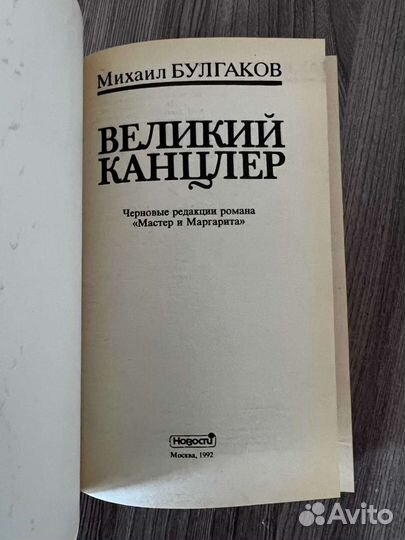 Михаил БУЛГАКОВ
ВЕЛИКИЙ
КАНЦЛЕР
Черновые редакции романа
«Мастер и Маргарита»
Новости
Москва, 1992
Avito